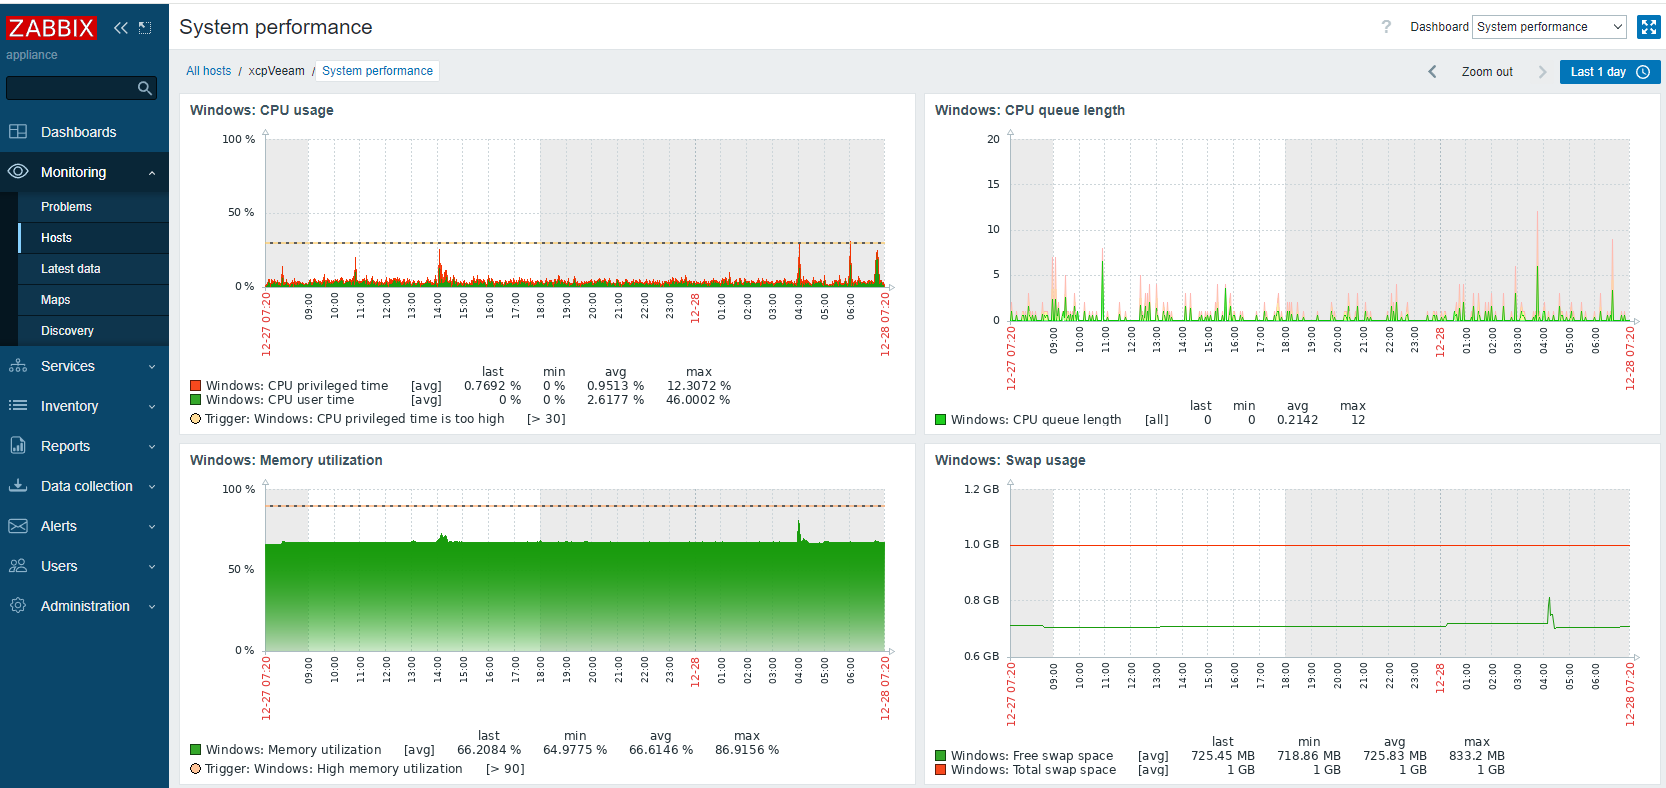 ZABBIX
appliance
Dashboards
Monitoring
Problems
Hosts
Latest data
Maps
Discovery
Services
Inventory
Reports
Data collection
Alerts
Users
Administration
System performance
? Dashboard System performance
All hosts / xcpVeeam / System performance
Zoom out Last 1 day
Windows: CPU usage
100 %
50 %
0 %
12-27 07:20 09:00 10:00 11:00 12:00 13:00 14:00 15:00 16:00 17:00 18:00 19:00 20:00 21:00 22:00 23:00 12-28 01:00 02:00 03:00 04:00 05:00 06:00 12-28 07:20
last min avg max
Windows: CPU privileged time [avg] 0.7692 % 0 % 0.9513 % 12.3072 %
Windows: CPU user time [avg] 0 % 0 % 2.6177 % 46.0002 %
Trigger: Windows: CPU privileged time is too high [> 30]
Windows: CPU queue length
20
15
10
5
0
12-27 07:20 09:00 10:00 11:00 12:00 13:00 14:00 15:00 16:00 17:00 18:00 19:00 20:00 21:00 22:00 23:00 12-28 01:00 02:00 03:00 04:00 05:00 06:00 12-28 07:20
last min avg max
Windows: CPU queue length [all] 0 0 0.2142 12
Windows: Memory utilization
100 %
50 %
0 %
12-27 07:20 09:00 10:00 11:00 12:00 13:00 14:00 15:00 16:00 17:00 18:00 19:00 20:00 21:00 22:00 23:00 12-28 01:00 02:00 03:00 04:00 05:00 06:00 12-28 07:20
last min avg max
Windows: Memory utilization [avg] 66.2084 % 64.9775 % 66.6146 % 86.9156 %
Trigger: Windows: High memory utilization [> 90]
Windows: Swap usage
1.2 GB
1.0 GB
0.8 GB
0.6 GB
12-27 07:20 09:00 10:00 11:00 12:00 13:00 14:00 15:00 16:00 17:00 18:00 19:00 20:00 21:00 22:00 23:00 12-28 01:00 02:00 03:00 04:00 05:00 06:00 12-28 07:20
last min avg max
Windows: Free swap space [avg] 725.45 MB 718.86 MB 725.83 MB 833.2 MB
Windows: Total swap space [avg] 1 GB 1 GB 1 GB 1 GB